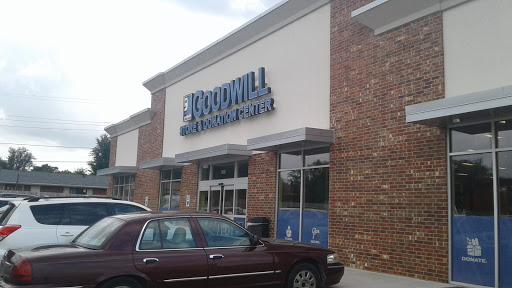 GOODWILL
STORE & DONATION CENTER
DONATE.